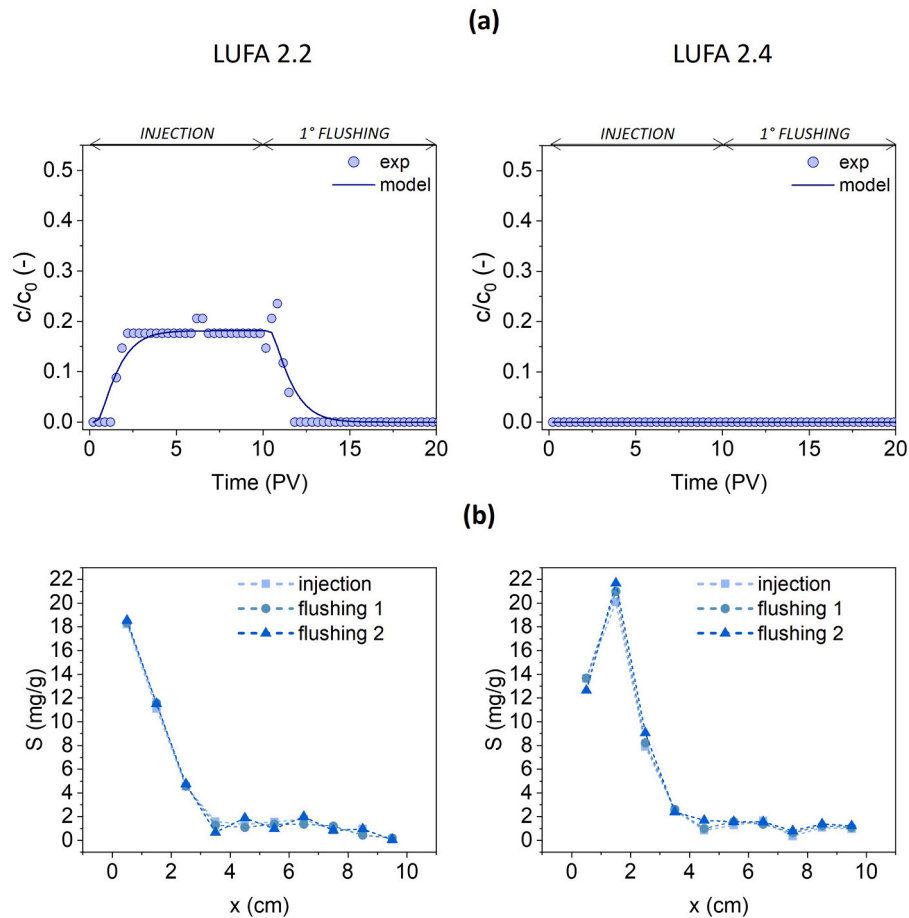 (a)
LUFA 2.2
LUFA 2.4
INJECTION
1° FLUSHING
0.5
0.4
0.3
0.2
0.1
0.0
exp
model
c/c0 (-)
0 5 10 15 20
Time (PV)
INJECTION
1° FLUSHING
0.5
0.4
0.3
0.2
0.1
0.0
exp
model
c/c0 (-)
0 5 10 15 20
Time (PV)
(b)
22
20
18
16
14
12
10
8
6
4
2
0
injection
flushing 1
flushing 2
S (mg/g)
0 2 4 6 8 10
x (cm)
22
20
18
16
14
12
10
8
6
4
2
0
injection
flushing 1
flushing 2
S (mg/g)
0 2 4 6 8 10
x (cm)